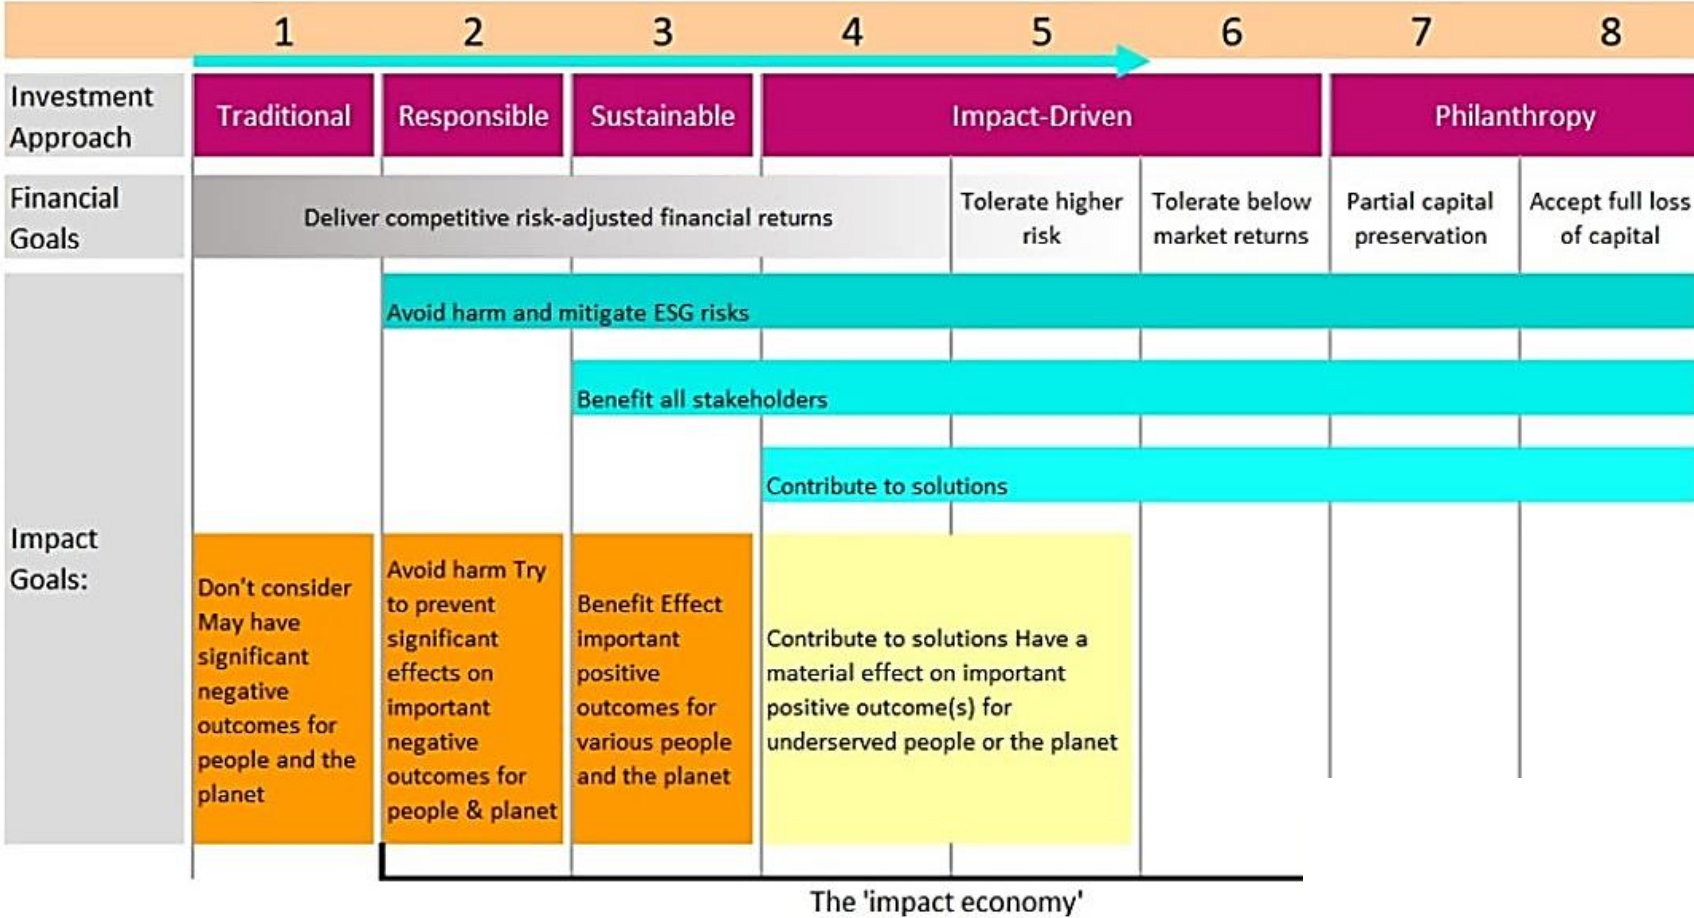 1 2 3 4 5 6 7 8
Investment
Approach
Traditional
Responsible
Sustainable
Impact-Driven
Philanthropy
Financial
Goals
Deliver competitive risk-adjusted financial returns
Tolerate higher
risk
Tolerate below
market returns
Partial capital
preservation
Accept full loss
of capital
Impact
Goals:
Avoid harm and mitigate ESG risks
Benefit all stakeholders
Contribute to solutions
Don't consider
May have
significant
negative
outcomes for
people and the
planet
Avoid harm Try
to prevent
significant
effects on
important
negative
outcomes for
people & planet
Benefit Effect
important
positive
outcomes for
various people
and the planet
Contribute to solutions Have a
material effect on important
positive outcome(s) for
underserved people or the planet
The 'impact economy'